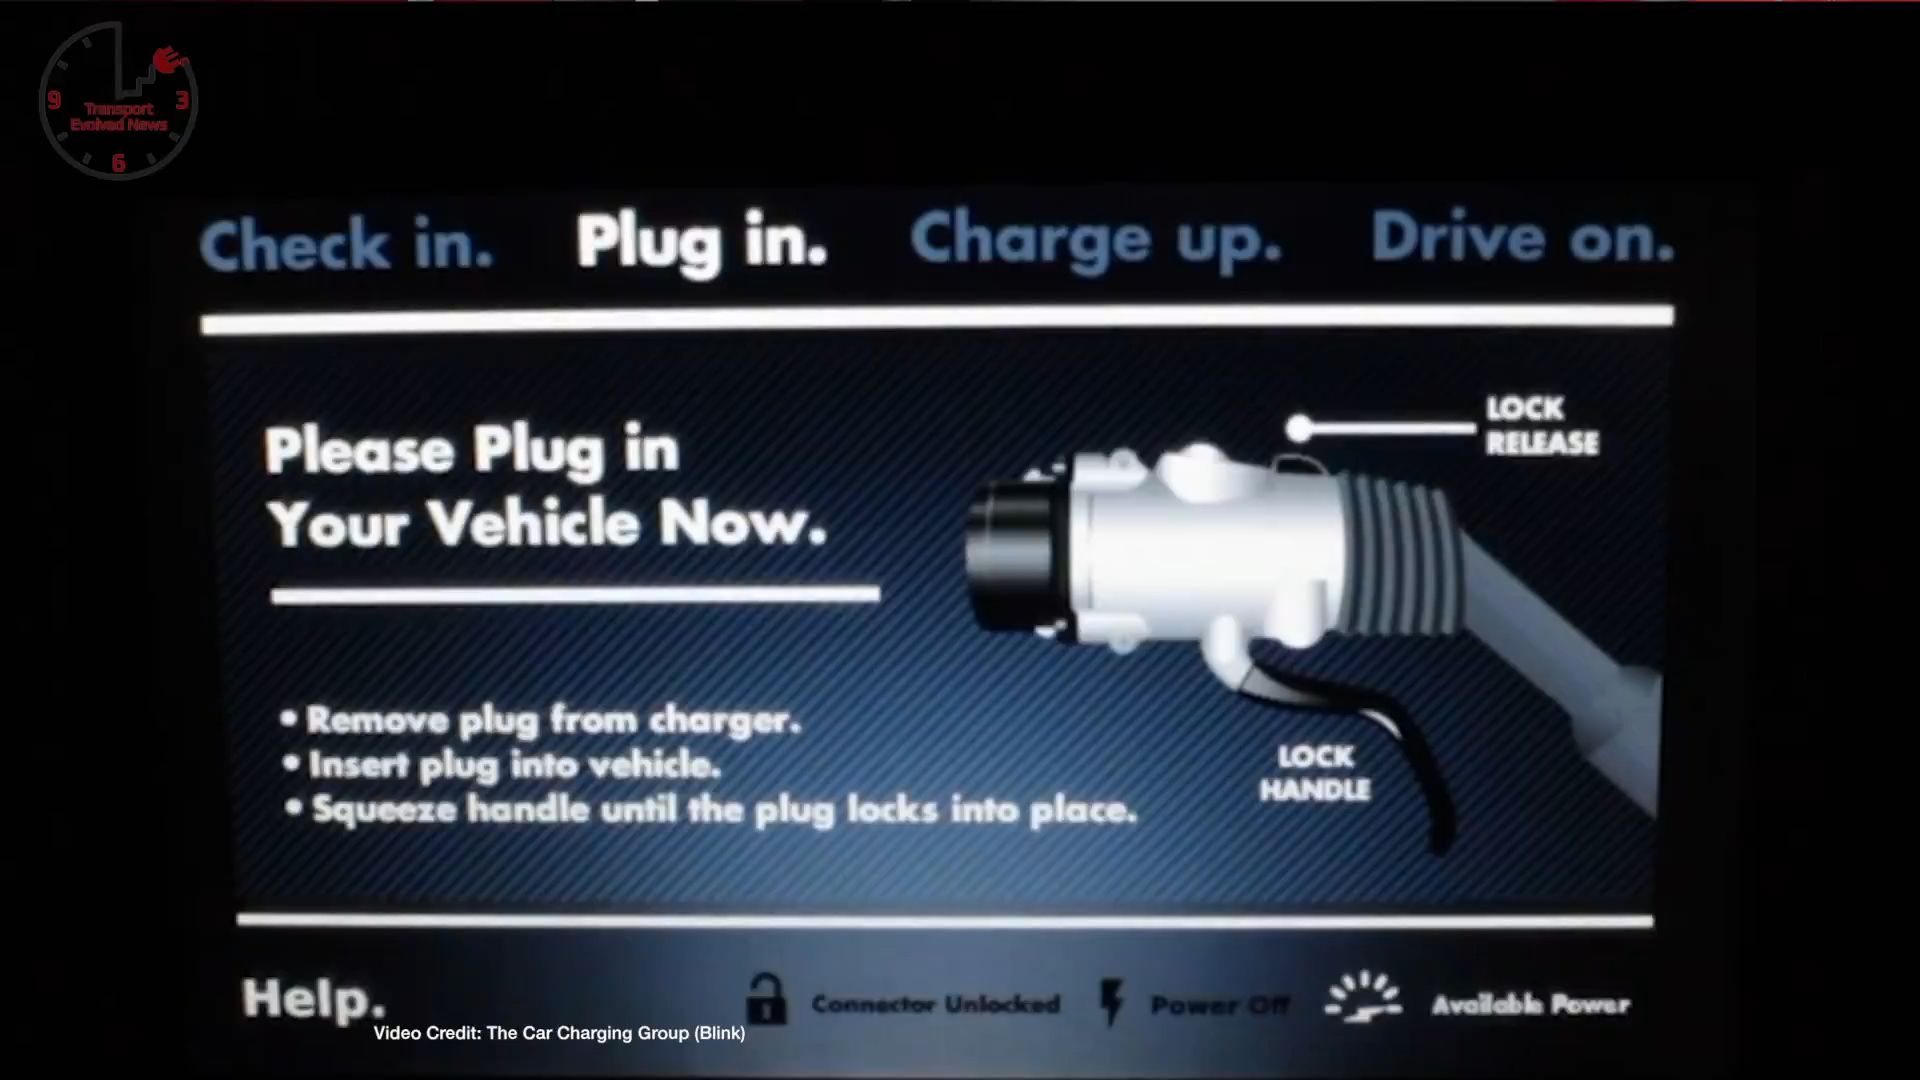 9
3
Transport
Evolved News
6
Check in. Plug in. Charge up. Drive on.
LOCK
RELEASE
Please Plug in
Your Vehicle Now.
• Remove plug from charger.
• Insert plug into vehicle.
• Squeeze handle until the plug locks into place.
LOCK
HANDLE
Help.
Connector Unlocked
Power Off
Available Power
Video Credit: The Car Charging Group (Blink)